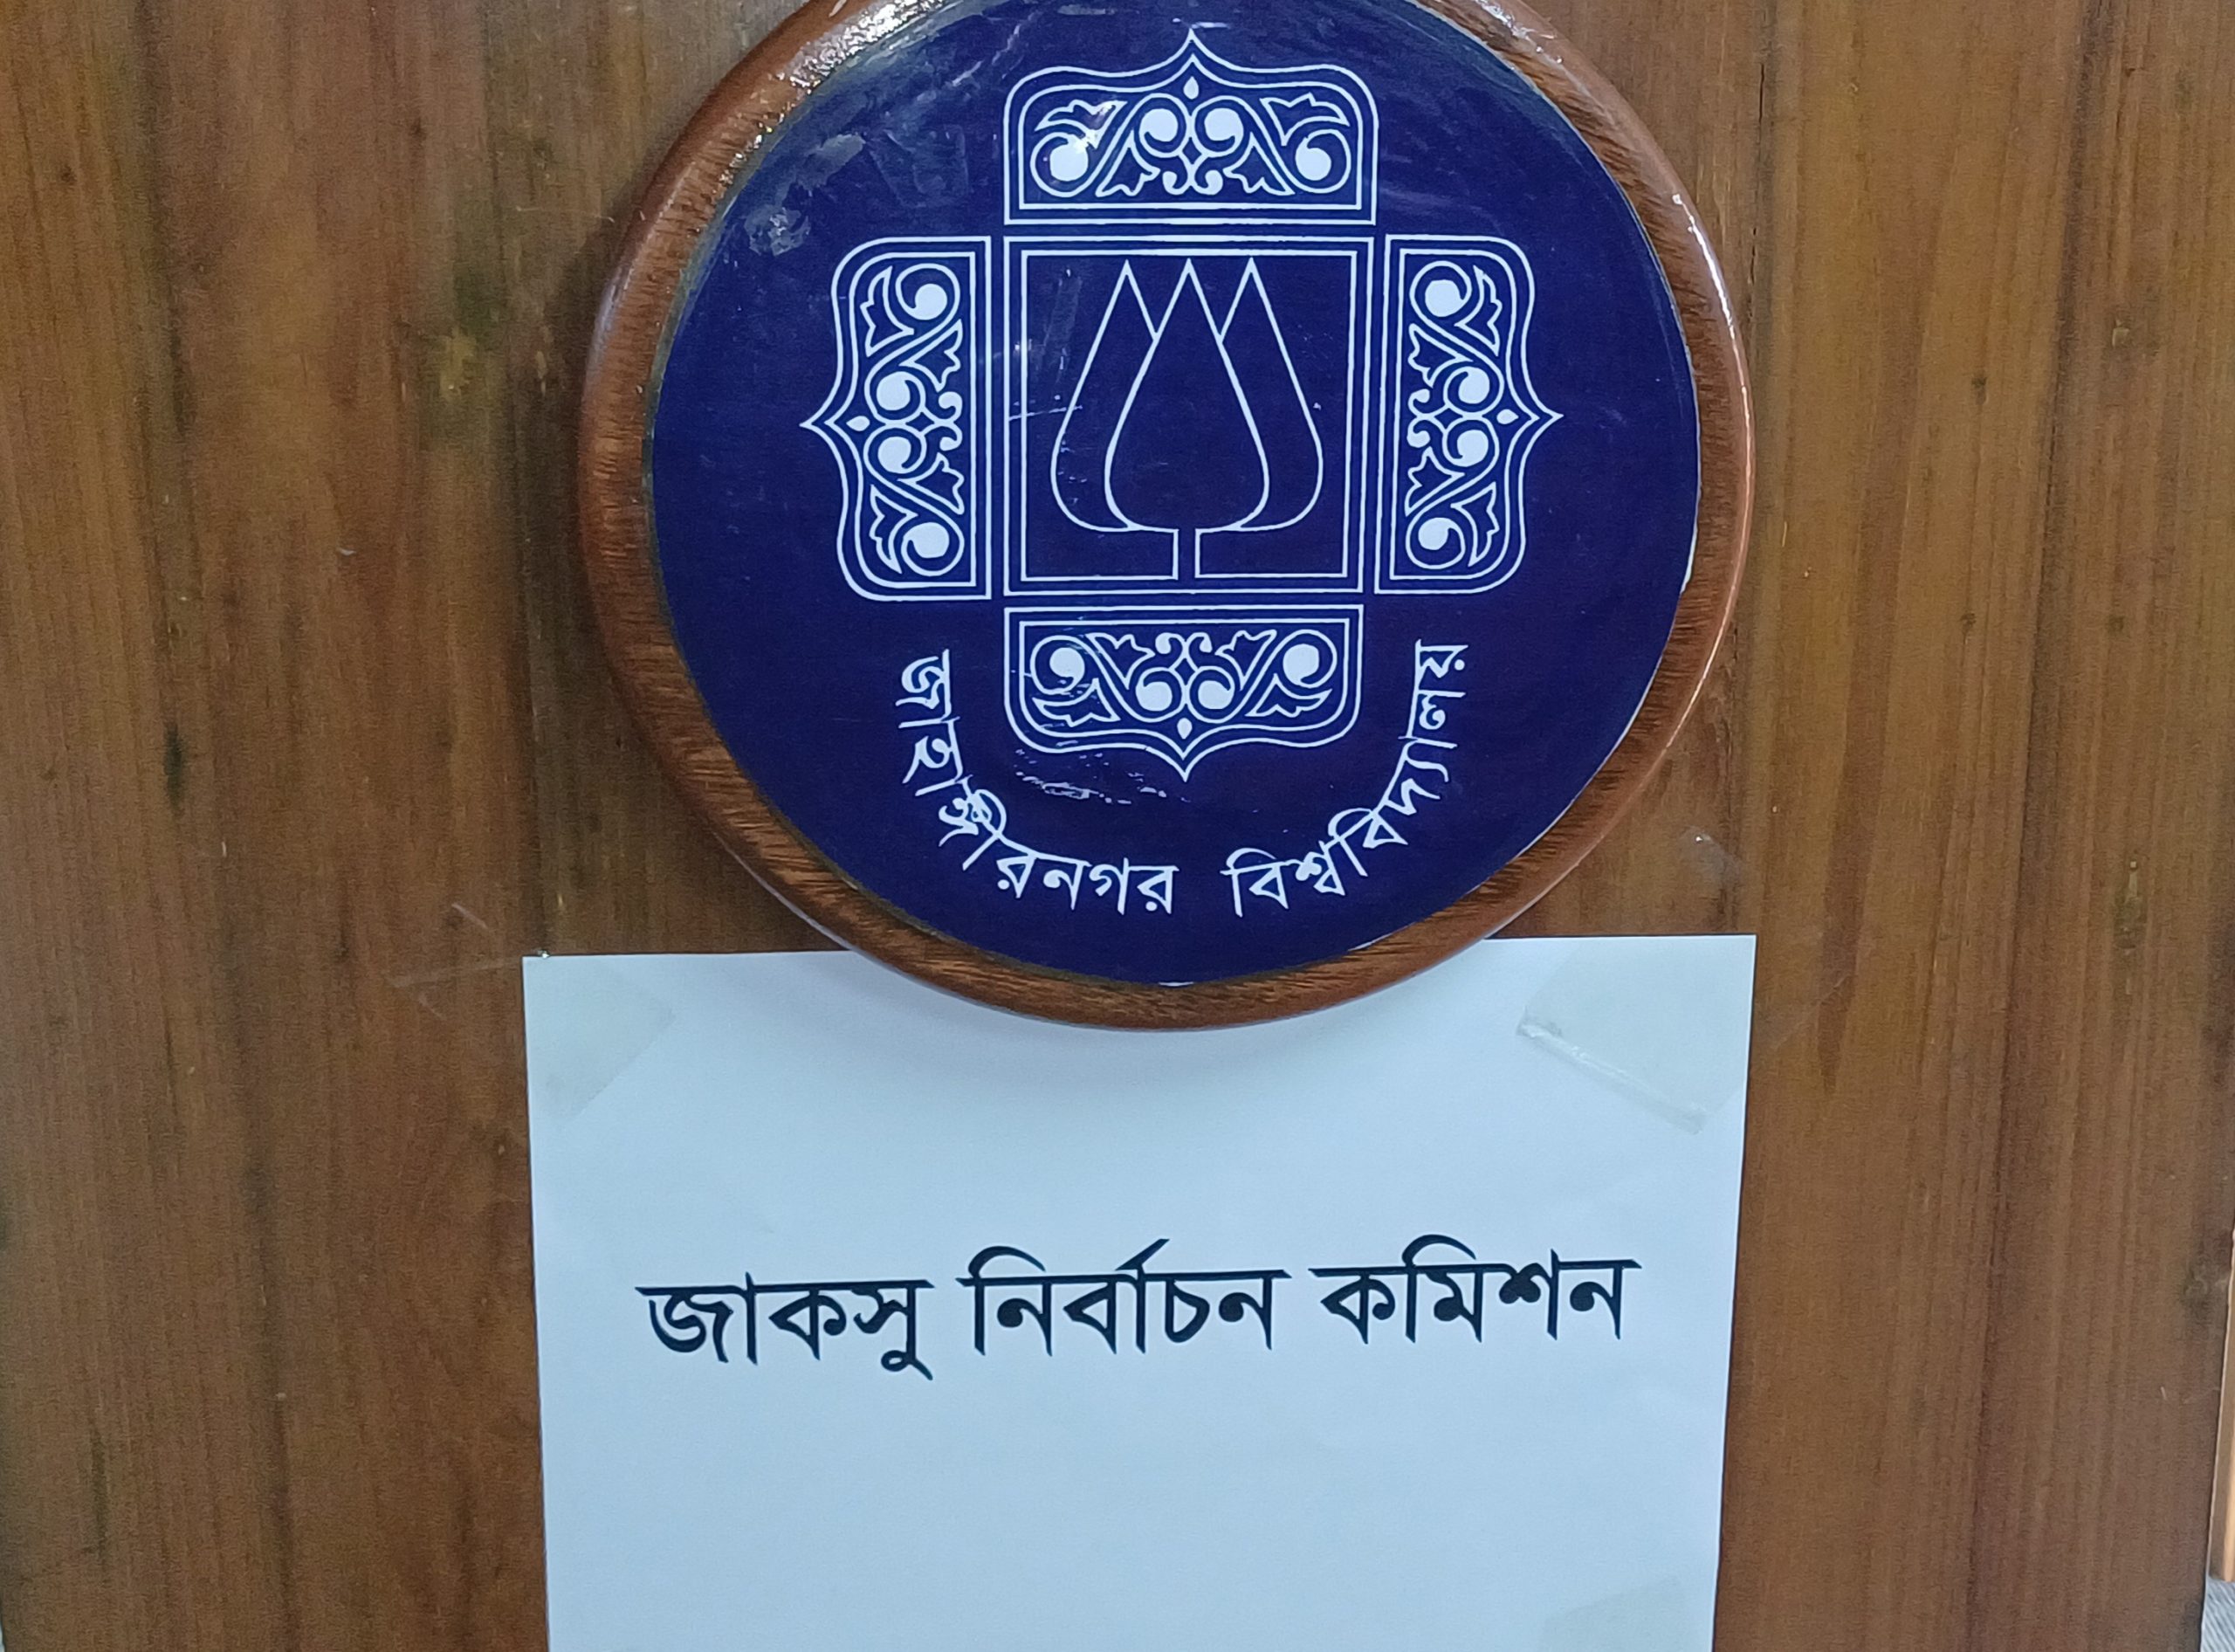 জাহাঙ্গীরনগর বিশ্ববিদ্যালয়
জাকসু নির্বাচন কমিশন